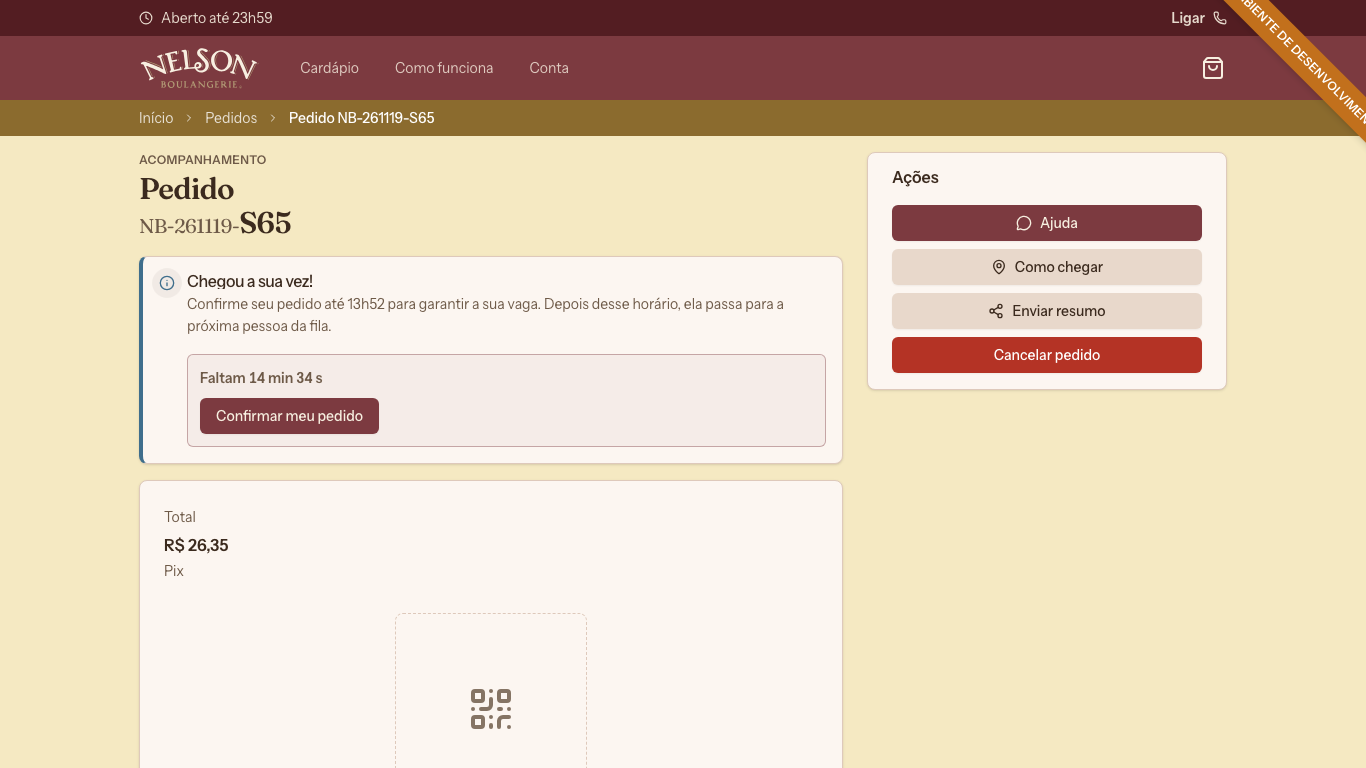 Aberto até 23h59
Ligar
NELSON
BOULANGERIE
Cardápio
Como funciona
Conta
BIENTE DE DESENVOLVIMEN
Início
Pedidos
Pedido NB-261119-S65
ACOMPANHAMENTO
Pedido
NB-261119-S65
Chegou a sua vez!
Confirme seu pedido até 13h52 para garantir a sua vaga. Depois desse horário, ela passa para a
próxima pessoa da fila.
Faltam 14 min 34 s
Confirmar meu pedido
Total
R$ 26,35
Pix
Ações
Ajuda
Como chegar
Enviar resumo
Cancelar pedido